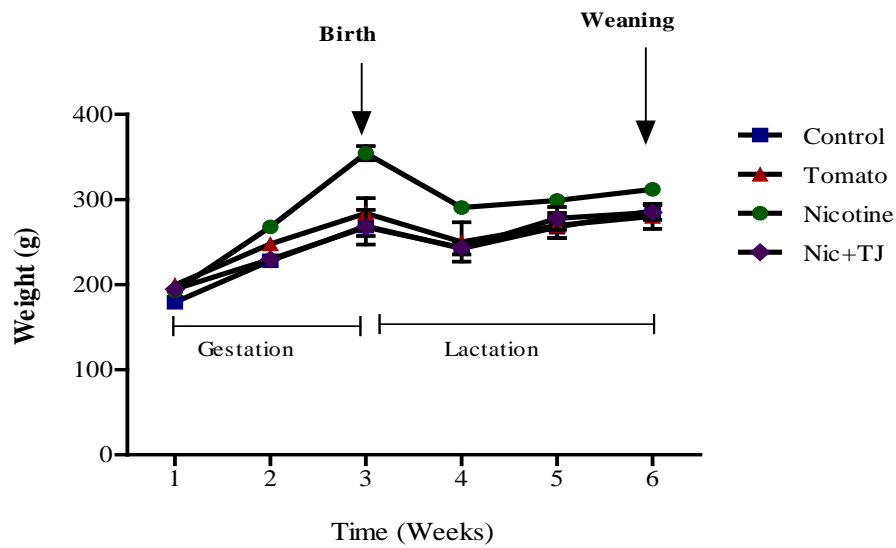 Birth
Weaning
400
300
200
100
0
Weight (g)
Control
Tomato
Nicotine
Nic+TJ
Gestation
Lactation
1 2 3 4 5 6
Time (Weeks)